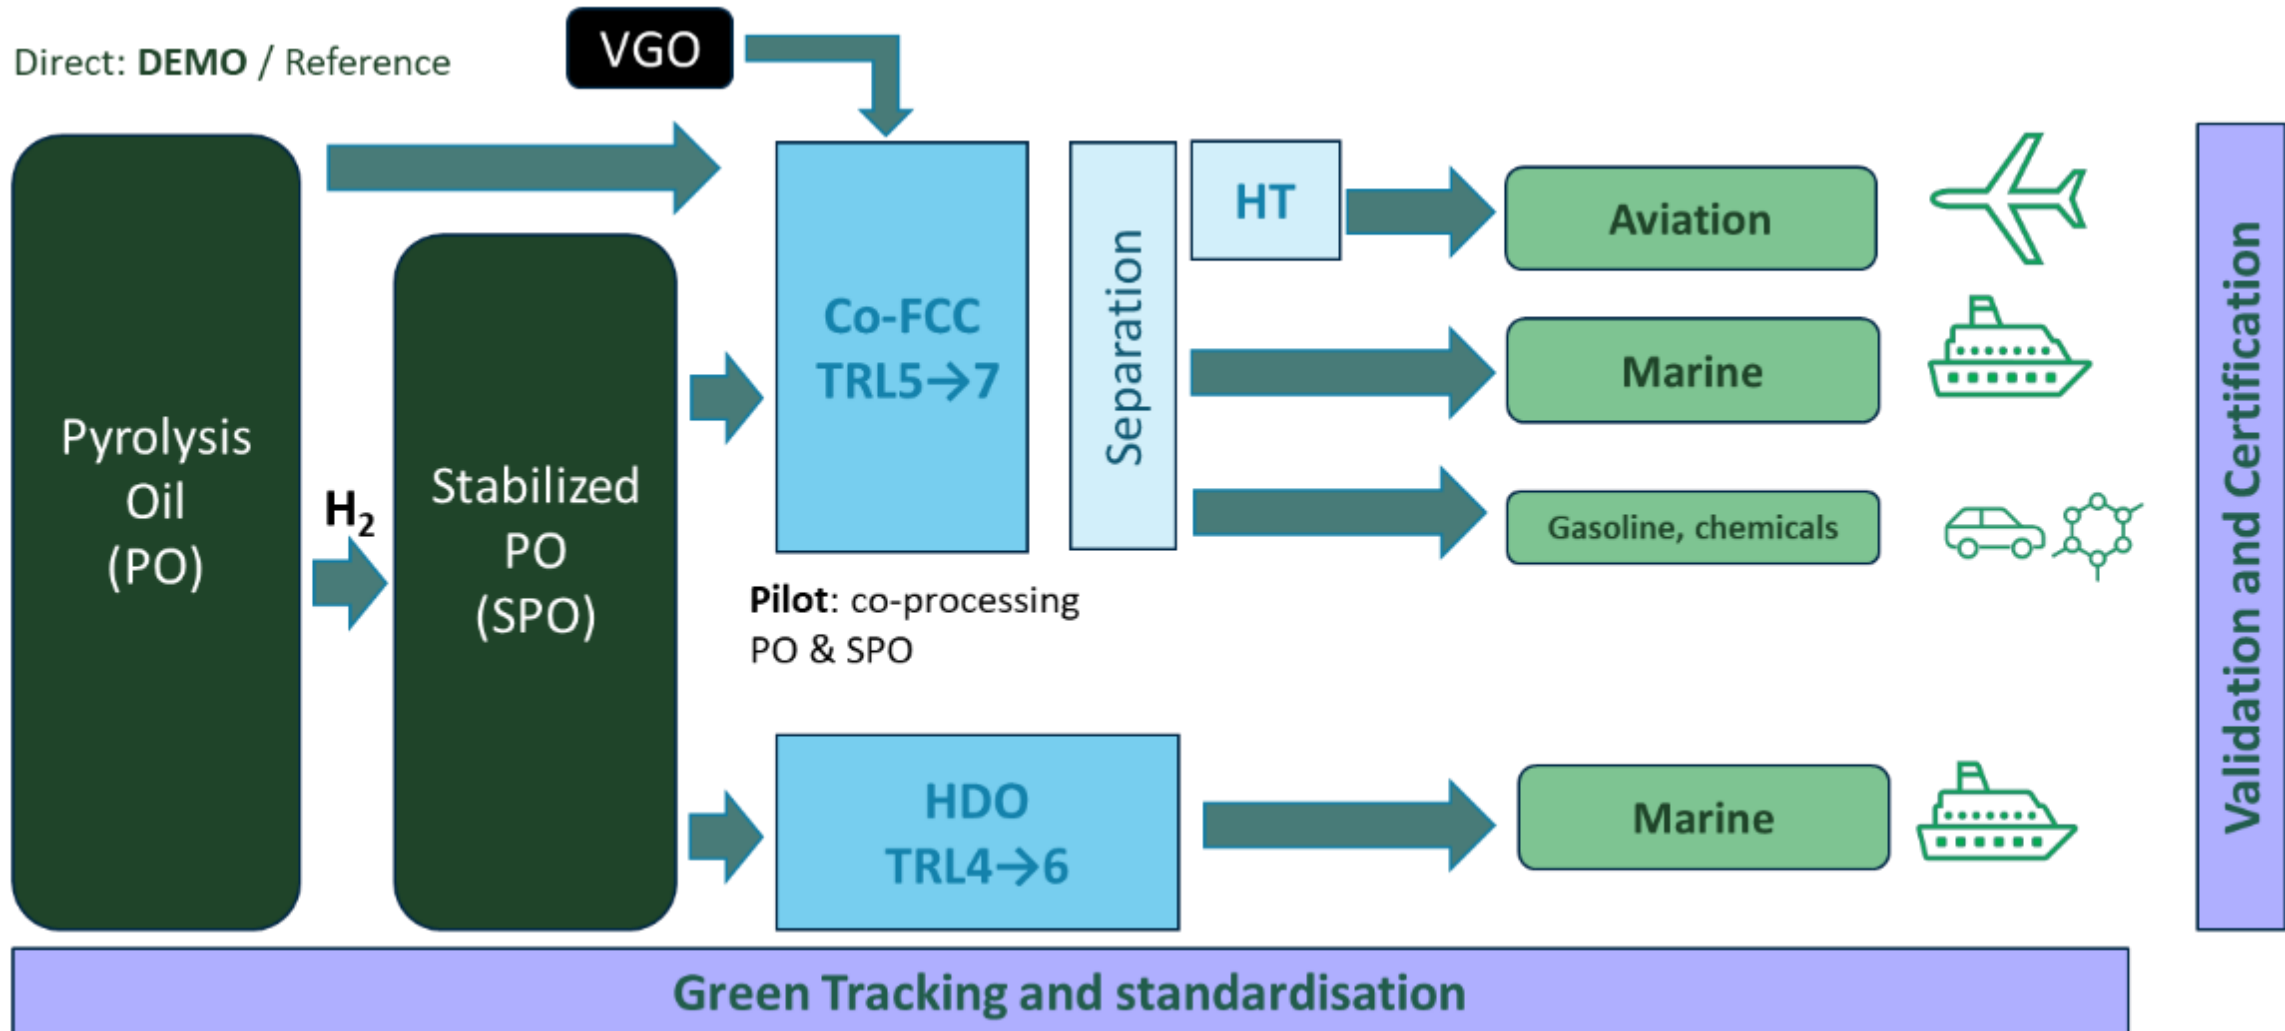 Direct: DEMO / Reference
VGO
Pyrolysis
Oil
(PO)
H₂
Stabilized
PO
(SPO)
Co-FCC
TRL5→7
Separation
HT
Aviation
Marine
Gasoline, chemicals
Pilot: co-processing
PO & SPO
HDO
TRL4→6
Marine
Validation and Certification
Green Tracking and standardisation